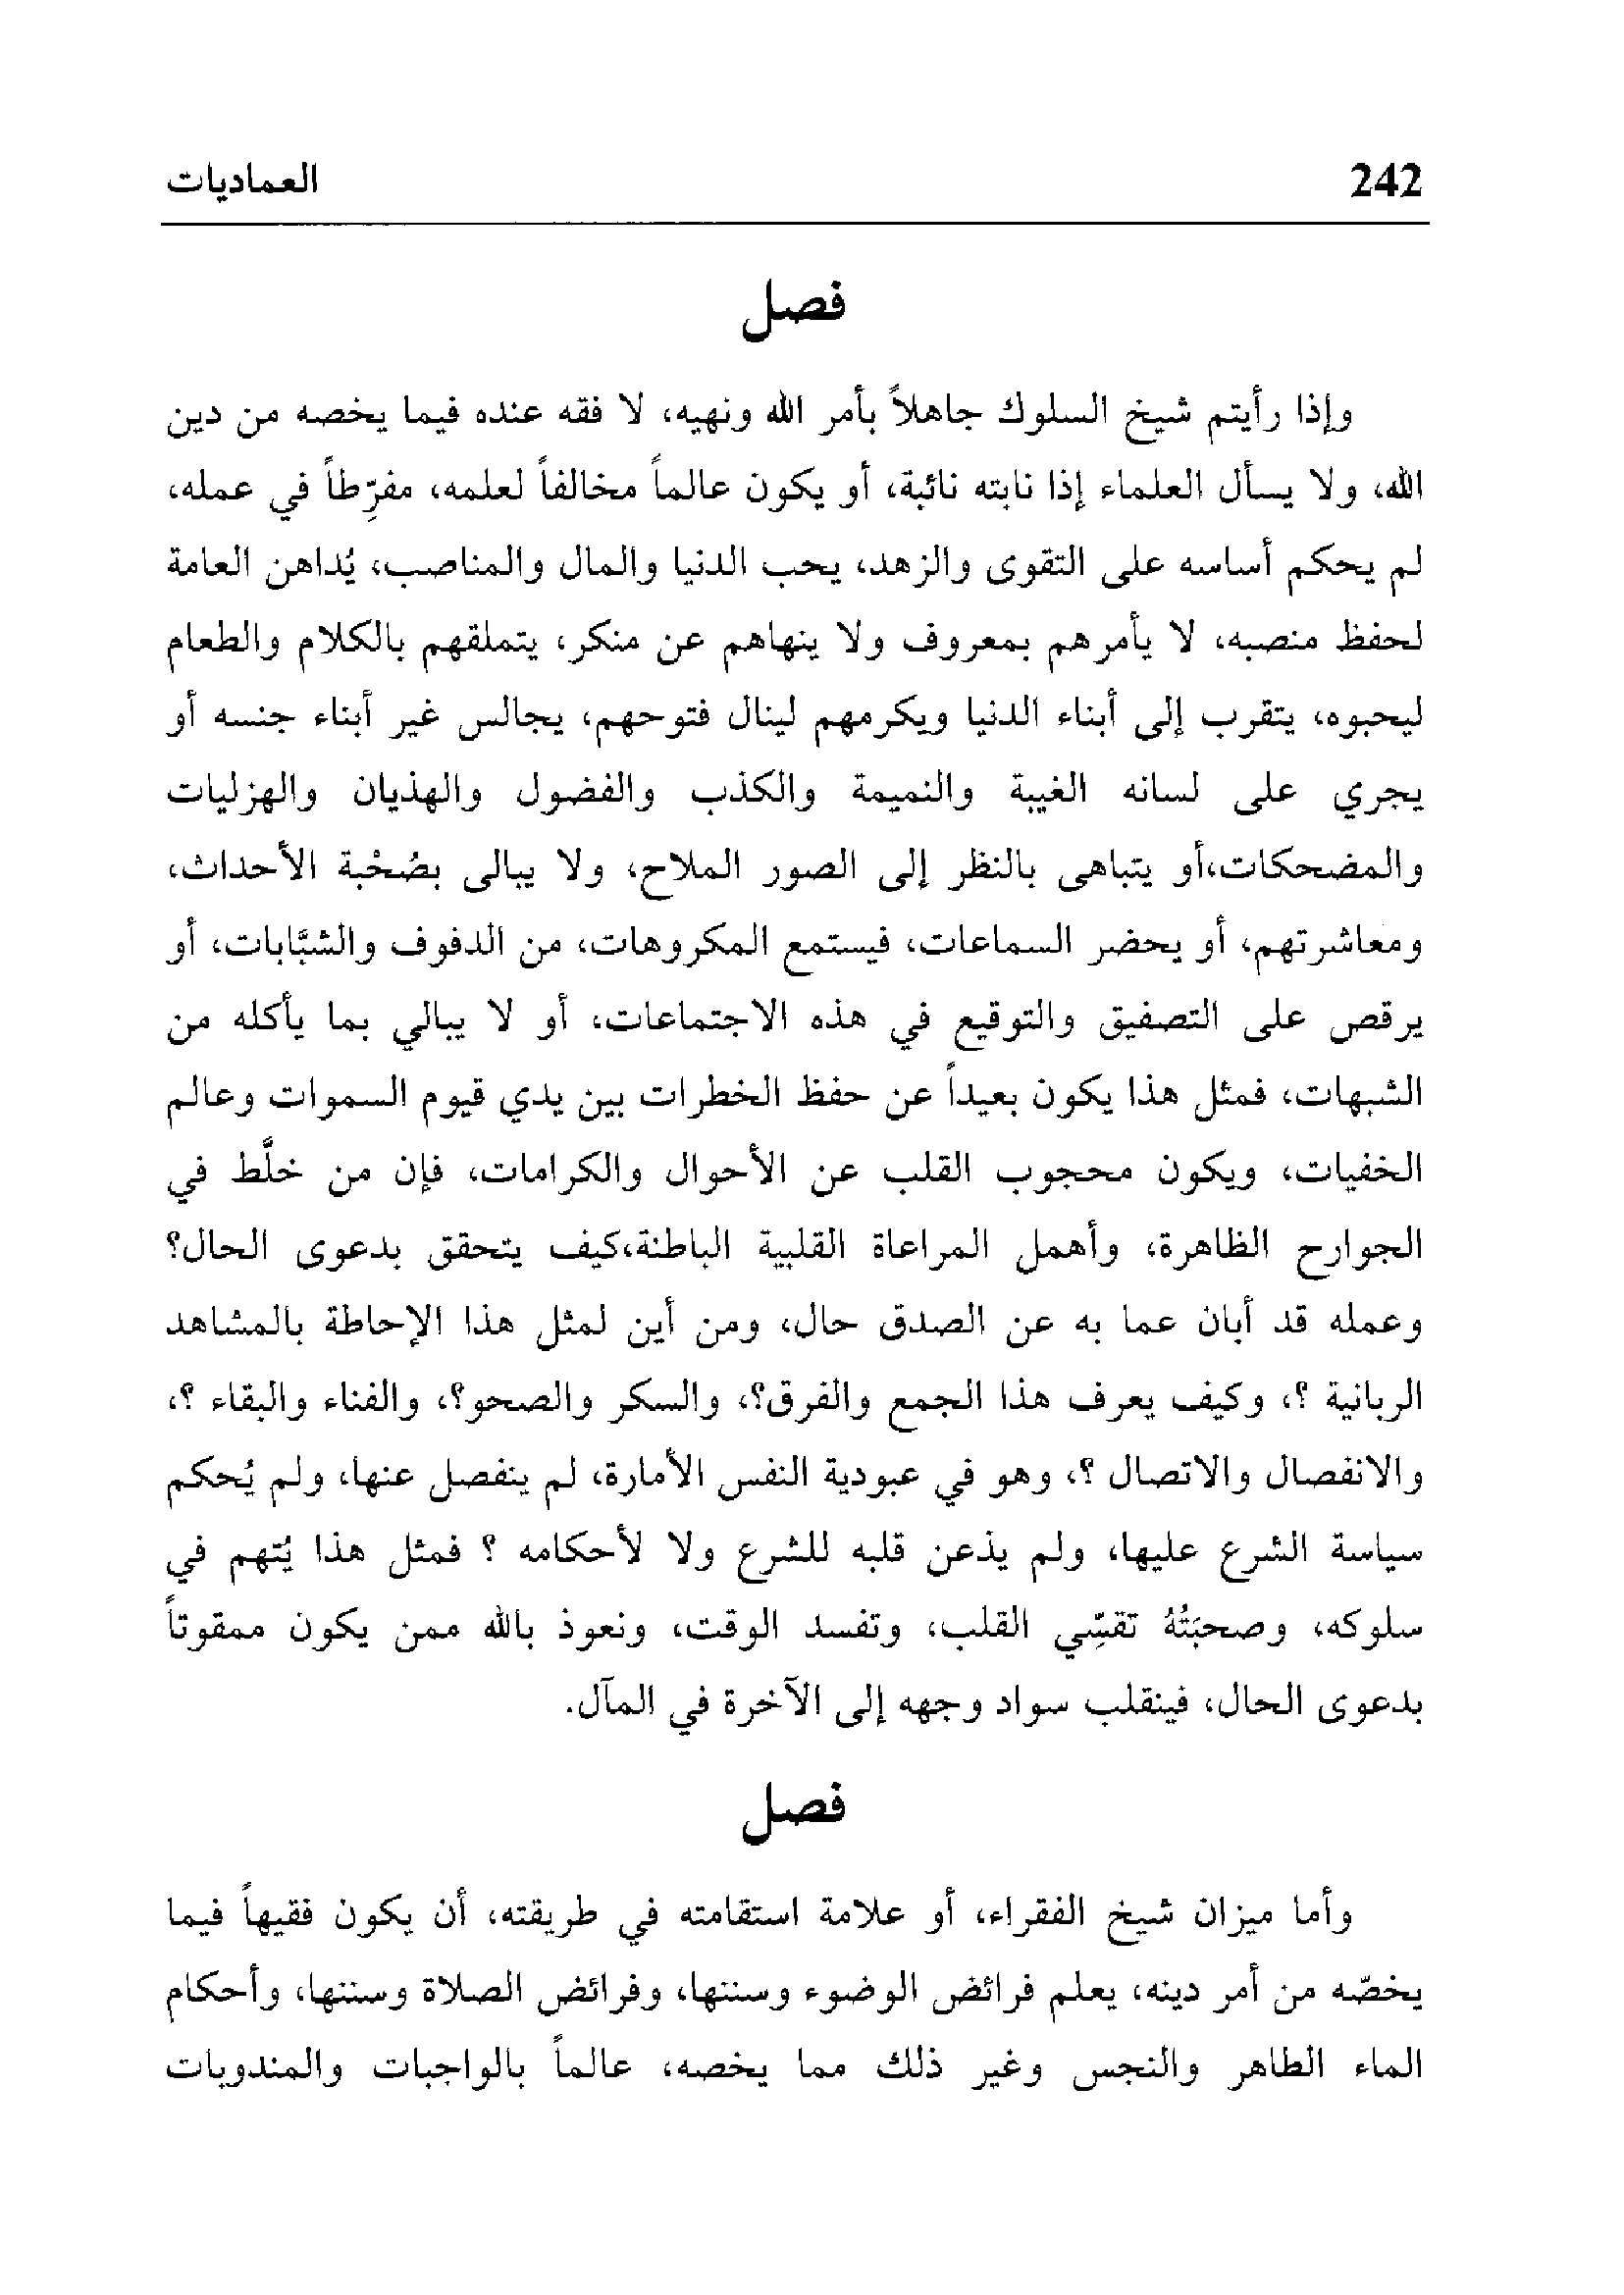 242
العماديات
فصل
وإذا رأيتم شيخ السلوك جاهلاً بأمر الله ونهيه، لا فقه عنده فيما يخصه من دين
الله، ولا يسأل العلماء إذا نابته نائبة، أو يكون عالماً مخالفاً لعلمه، مفرِّطاً في عمله،
لم يحكم أساسه على التقوى والزهد، يحب الدنيا والمال والمناصب، يُداهن العامة
لحفظ منصبه، لا يأمرهم بمعروف ولا ينهاهم عن منكر، يتملقهم بالكلام والطعام
ليحبوه، يتقرب إلى أبناء الدنيا ويكرمهم لينال فتوحهم، يجالس غير أبناء جنسه أو
يجري على لسانه الغيبة والنميمة والكذب والفضول والهذيان والهزليات
والمضحكات،أو يتباهى بالنظر إلى الصور الملاح، ولا يبالى بصُحْبة الأحداث،
ومعاشرتهم، أو يحضر السماعات، فيستمع المكروهات، من الدفوف والشبَّابات، أو
يرقص على التصفيق والتوقيع في هذه الاجتماعات، أو لا يبالي بما يأكله من
الشبهات، فمثل هذا يكون بعيداً عن حفظ الخطرات بين يدي قيوم السموات وعالم
الخفيات، ويكون محجوب القلب عن الأحوال والكرامات، فإن من خلَّط في
الجوارح الظاهرة، وأهمل المراعاة القلبية الباطنة،كيف يتحقق بدعوى الحال؟
وعمله قد أبان عما به عن الصدق حال، ومن أين لمثل هذا الإحاطة بالمشاهد
الربانية ؟، وكيف يعرف هذا الجمع والفرق؟، والسكر والصحو؟، والفناء والبقاء ؟،
والانفصال والاتصال ؟، وهو في عبودية النفس الأمارة، لم ينفصل عنها، ولم يُحكم
سياسة الشرع عليها، ولم يذعن قلبه للشرع ولا لأحكامه ؟ فمثل هذا يُتهم في
سلوكه، وصحبَتُهُ تقسِّي القلب، وتفسد الوقت، ونعوذ بالله ممن يكون ممقوتاً
بدعوى الحال، فينقلب سواد وجهه إلى الآخرة في المآل.
فصل
وأما ميزان شيخ الفقراء، أو علامة استقامته في طريقته، أن يكون فقيهاً فيما
يخصّه من أمر دينه، يعلم فرائض الوضوء وسننها، وفرائض الصلاة وسننها، وأحكام
الماء الطاهر والنجس وغير ذلك مما يخصه، عالماً بالواجبات والمندوبات